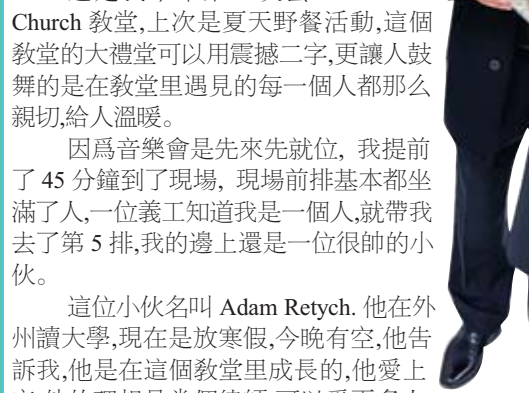 Church 敎堂,上次是夏天野餐活動,這個
敎堂的大禮堂可以用震撼二字,更讓人鼓
舞的是在敎堂里遇見的每一個人都那么
親切,給人溫暖。
因爲音樂會是先來先就位, 我提前
了 45 分鐘到了現場, 現場前排基本都坐
滿了人,一位義工知道我是一個人,就帶我
去了第 5 排,我的邊上還是一位很帥的小
伙。
這位小伙名叫 Adam Retych. 他在外
州讀大學,現在是放寒假,今晚有空,他告
訴我,他是在這個敎堂里成長的,他愛上